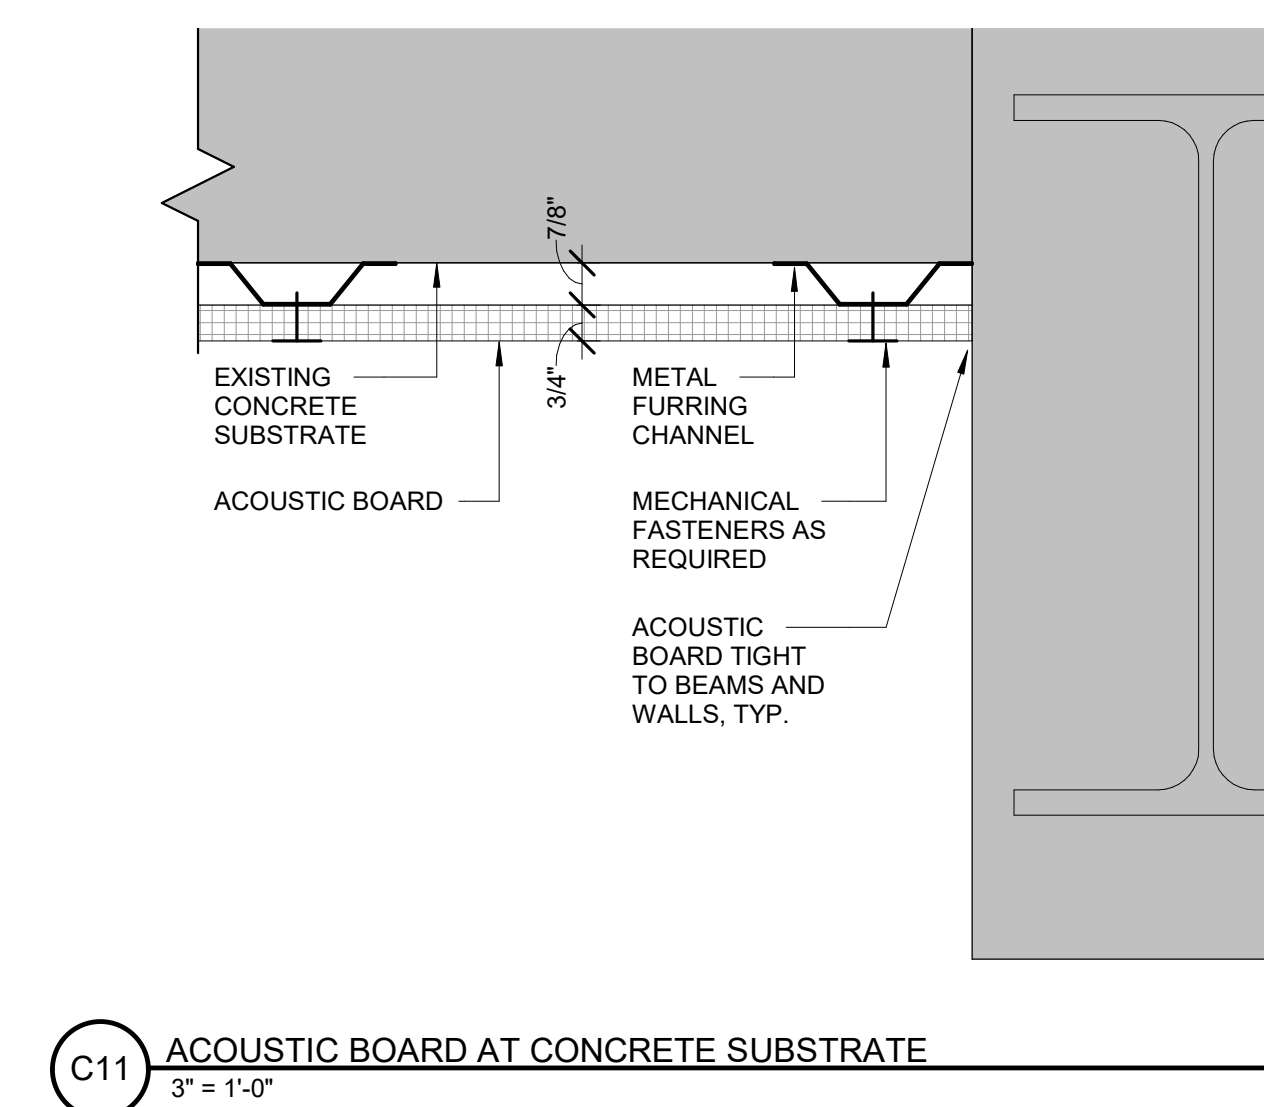 7/8"
3/4"
EXISTING
CONCRETE
SUBSTRATE
ACOUSTIC BOARD
METAL
FURRING
CHANNEL
MECHANICAL
FASTENERS AS
REQUIRED
ACOUSTIC
BOARD TIGHT
TO BEAMS AND
WALLS, TYP.
C11
ACOUSTIC BOARD AT CONCRETE SUBSTRATE
3" = 1'-0"